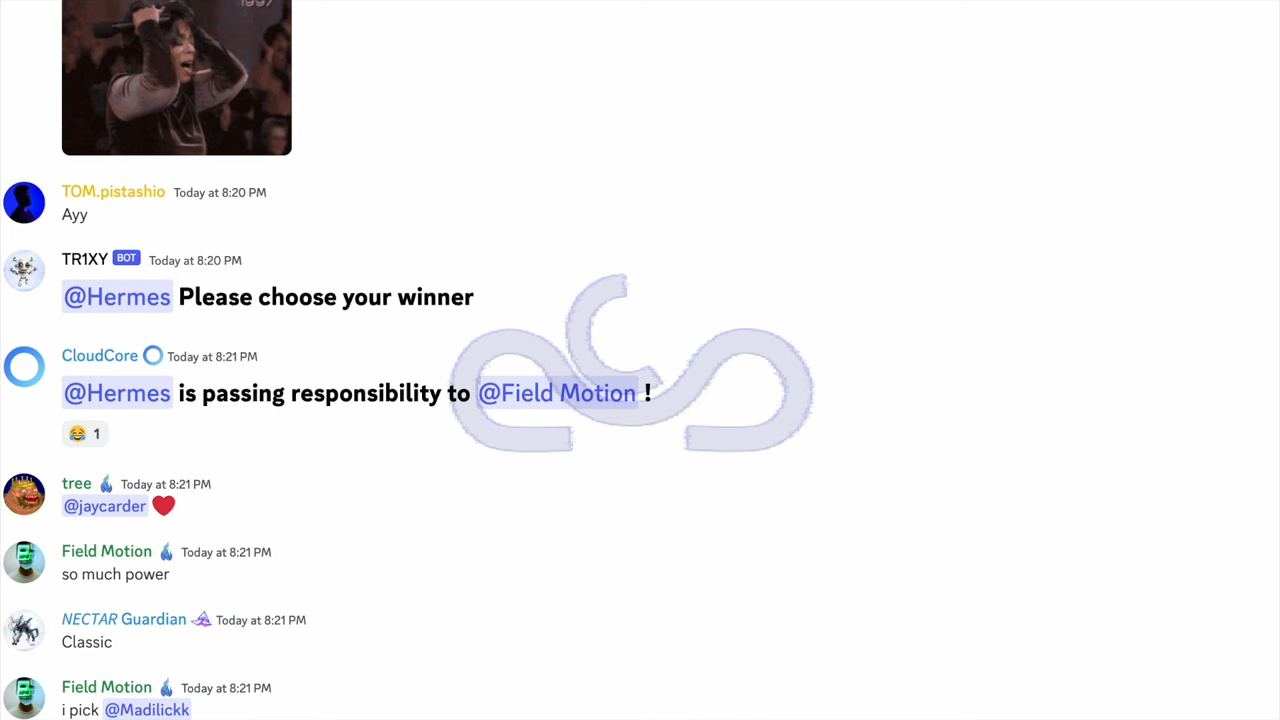 1997
TOM.pistashio Today at 8:20 PM
Ayy
TR1XY BOT Today at 8:20 PM
@Hermes Please choose your winner
CloudCore Today at 8:21 PM
@Hermes is passing responsibility to @Field Motion !
😂 1
tree Today at 8:21 PM
@jaycarder ❤️
Field Motion Today at 8:21 PM
so much power
NECTAR Guardian Today at 8:21 PM
Classic
Field Motion Today at 8:21 PM
i pick @Madilickk